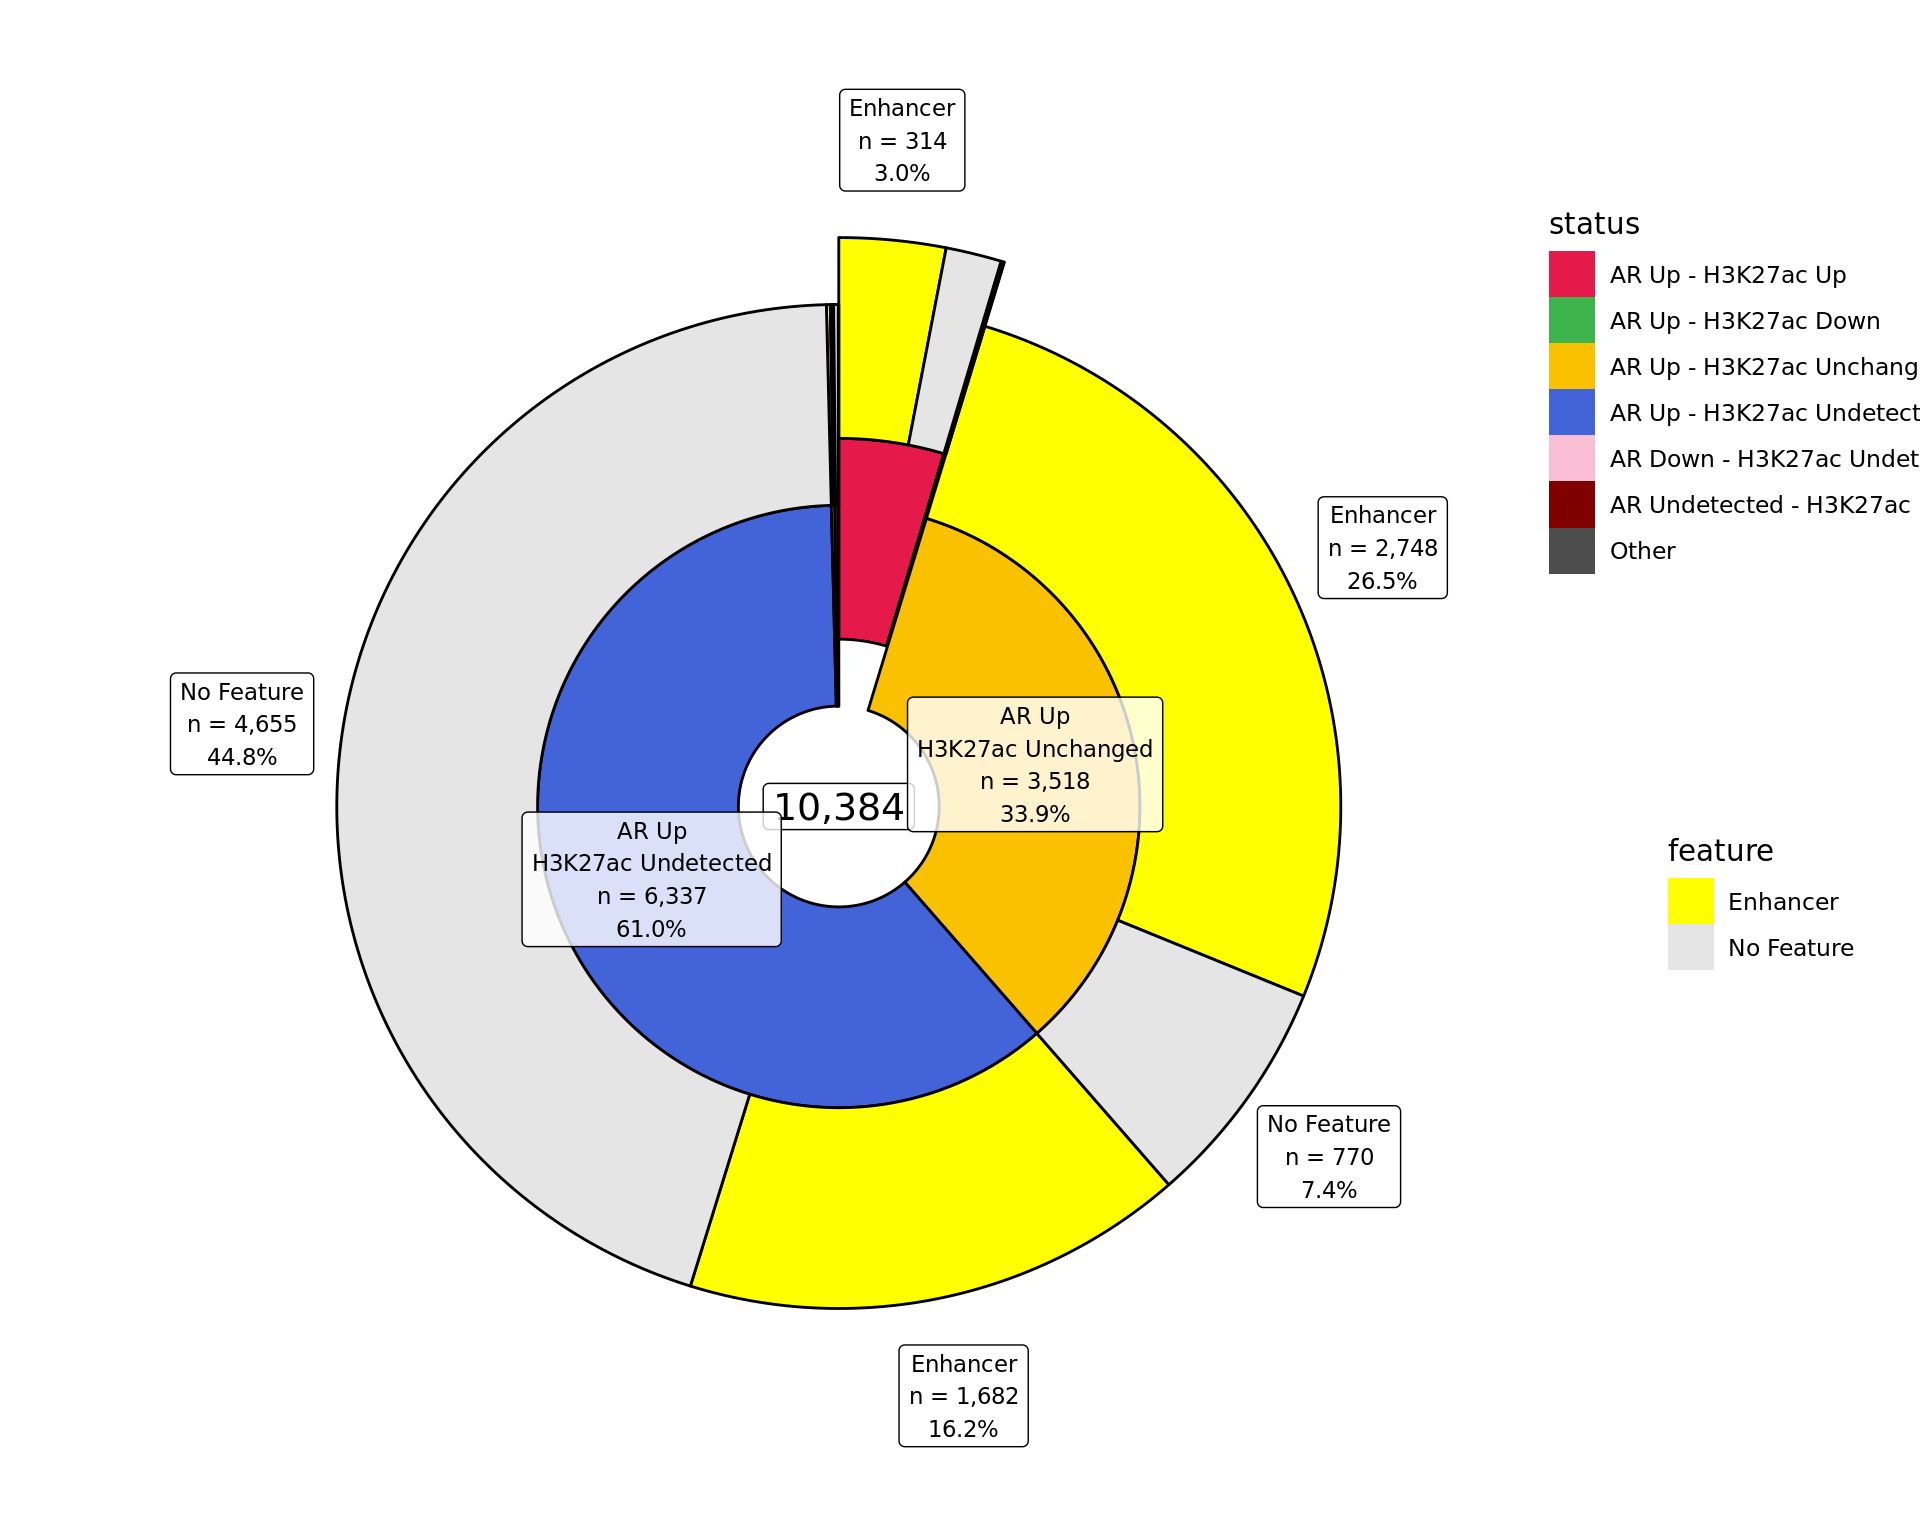 Enhancer
n = 314
3.0%
status
AR Up - H3K27ac Up
AR Up - H3K27ac Down
AR Up - H3K27ac Unchang
AR Up - H3K27ac Undetect
AR Down - H3K27ac Undet
AR Undetected - H3K27ac
Other
Enhancer
n = 2,748
26.5%
No Feature
n = 4,655
44.8%
AR Up
H3K27ac Unchanged
n = 3,518
33.9%
10,384
AR Up
H3K27ac Undetected
n = 6,337
61.0%
feature
Enhancer
No Feature
No Feature
n = 770
7.4%
Enhancer
n = 1,682
16.2%